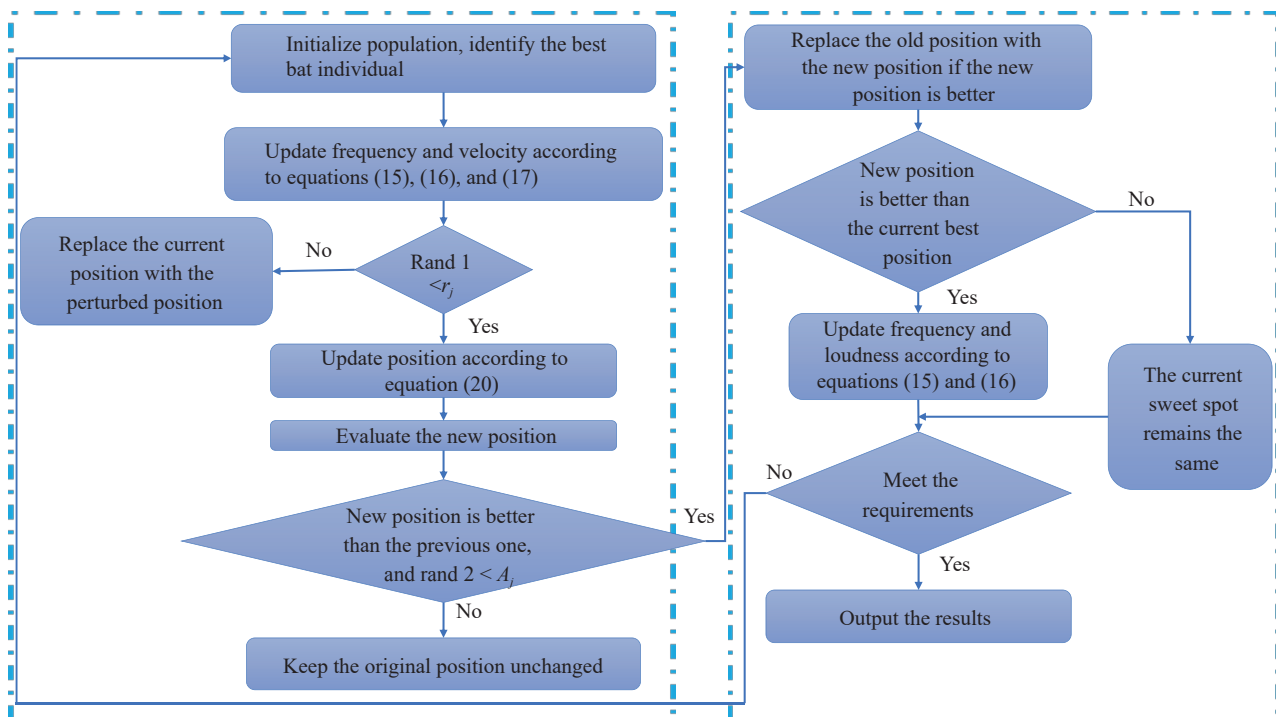 Initialize population, identify the best
bat individual
Update frequency and velocity according
to equations (15), (16), and (17)
Rand 1
<r_j
No
Replace the current
position with the
perturbed position
Yes
Update position according to
equation (20)
Evaluate the new position
New position is better
than the previous one,
and rand 2 < A_j
Yes
No
Keep the original position unchanged
Replace the old position with
the new position if the new
position is better
New position
is better than
the current best
position
No
Yes
Update frequency and
loudness according to
equations (15) and (16)
The current
sweet spot
remains the
same
No
Meet the
requirements
Yes
Output the results